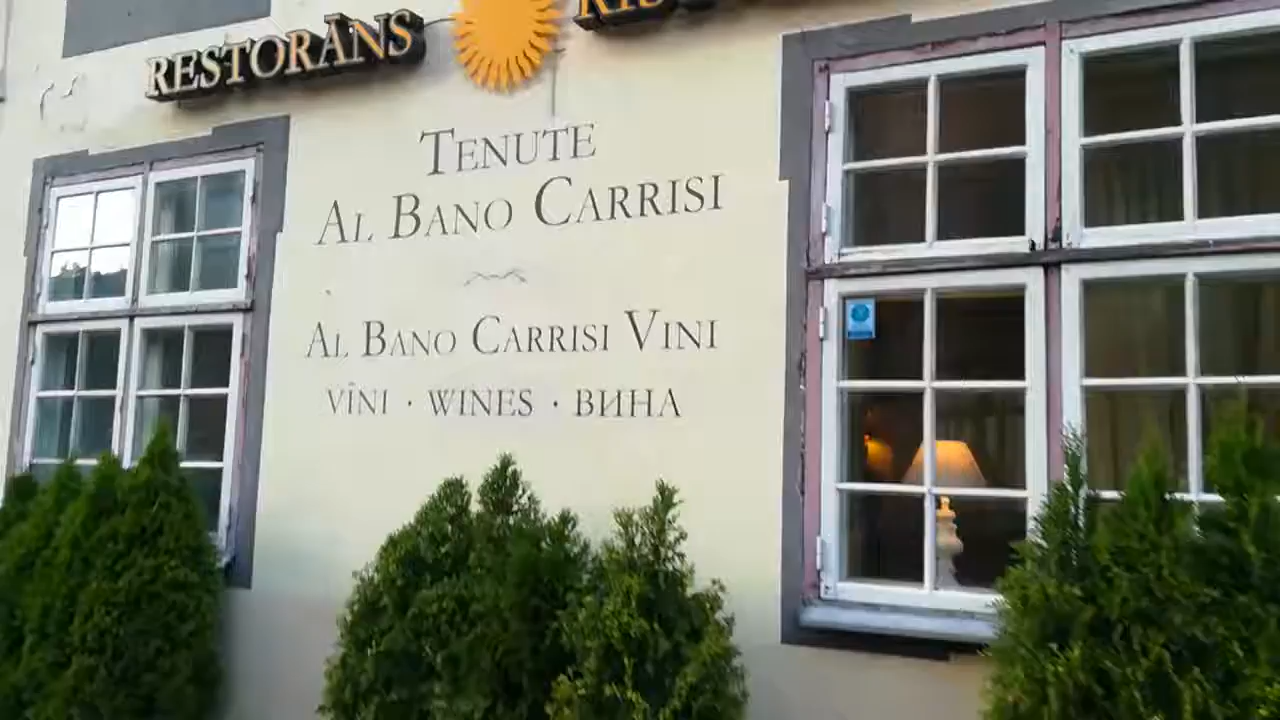 RESTORĀNS
TENUTE
AL BANO CARRISI
AL BANO CARRISI VINI
VĪNI · WINES · ВИНА